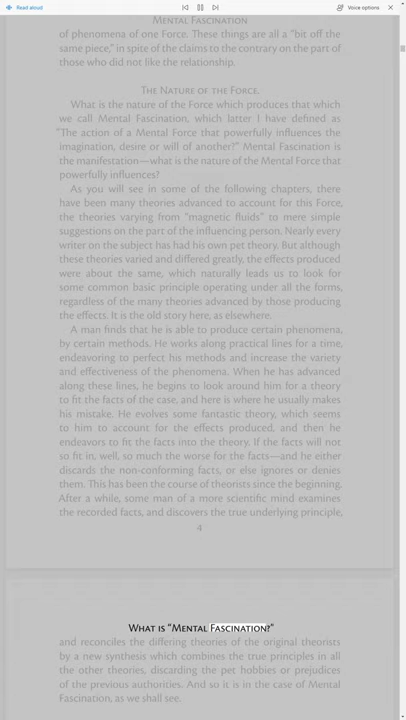 Read aloud
Voice options
Mental Fascination
of phenomena of one Force. These things are all a “bit off the
same piece,” in spite of the claims to the contrary on the part of
those who did not like the relationship.
The Nature of the Force.
What is the nature of the Force which produces that which
we call Mental Fascination, which latter I have defined as
“The action of a Mental Force that powerfully influences the
imagination, desire or will of another?” Mental Fascination is
the manifestation—what is the nature of the Mental Force that
powerfully influences?
As you will see in some of the following chapters, there
have been many theories advanced to account for this Force,
the theories varying from “magnetic fluids” to mere simple
suggestions on the part of the influencing person. Nearly every
writer on the subject has had his own pet theory. But although
these theories varied and differed greatly, the effects produced
were about the same, which naturally leads us to look for
some common basic principle operating under all the forms,
regardless of the many theories advanced by those producing
the effects. It is the old story here, as elsewhere.
A man finds that he is able to produce certain phenomena,
by certain methods. He works along practical lines for a time,
endeavoring to perfect his methods and increase the variety
and effectiveness of the phenomena. When he has advanced
along these lines, he begins to look around him for a theory
to fit the facts of the case, and here is where he usually makes
his mistake. He evolves some fantastic theory, which seems
to him to account for the effects produced, and then he
endeavors to fit the facts into the theory. If the facts will not
so fit in, well, so much the worse for the facts—and he either
discards the non-conforming facts, or else ignores or denies
them. This has been the course of theorists since the beginning.
After a while, some man of a more scientific mind examines
the recorded facts, and discovers the true underlying principle,
4
What is “Mental Fascination?”
and reconciles the differing theories of the original theorists
by a new synthesis which combines the true principles in all
the other theories, discarding the pet hobbies or prejudices
of the previous authorities. And so it is in the case of Mental
Fascination, as we shall see.